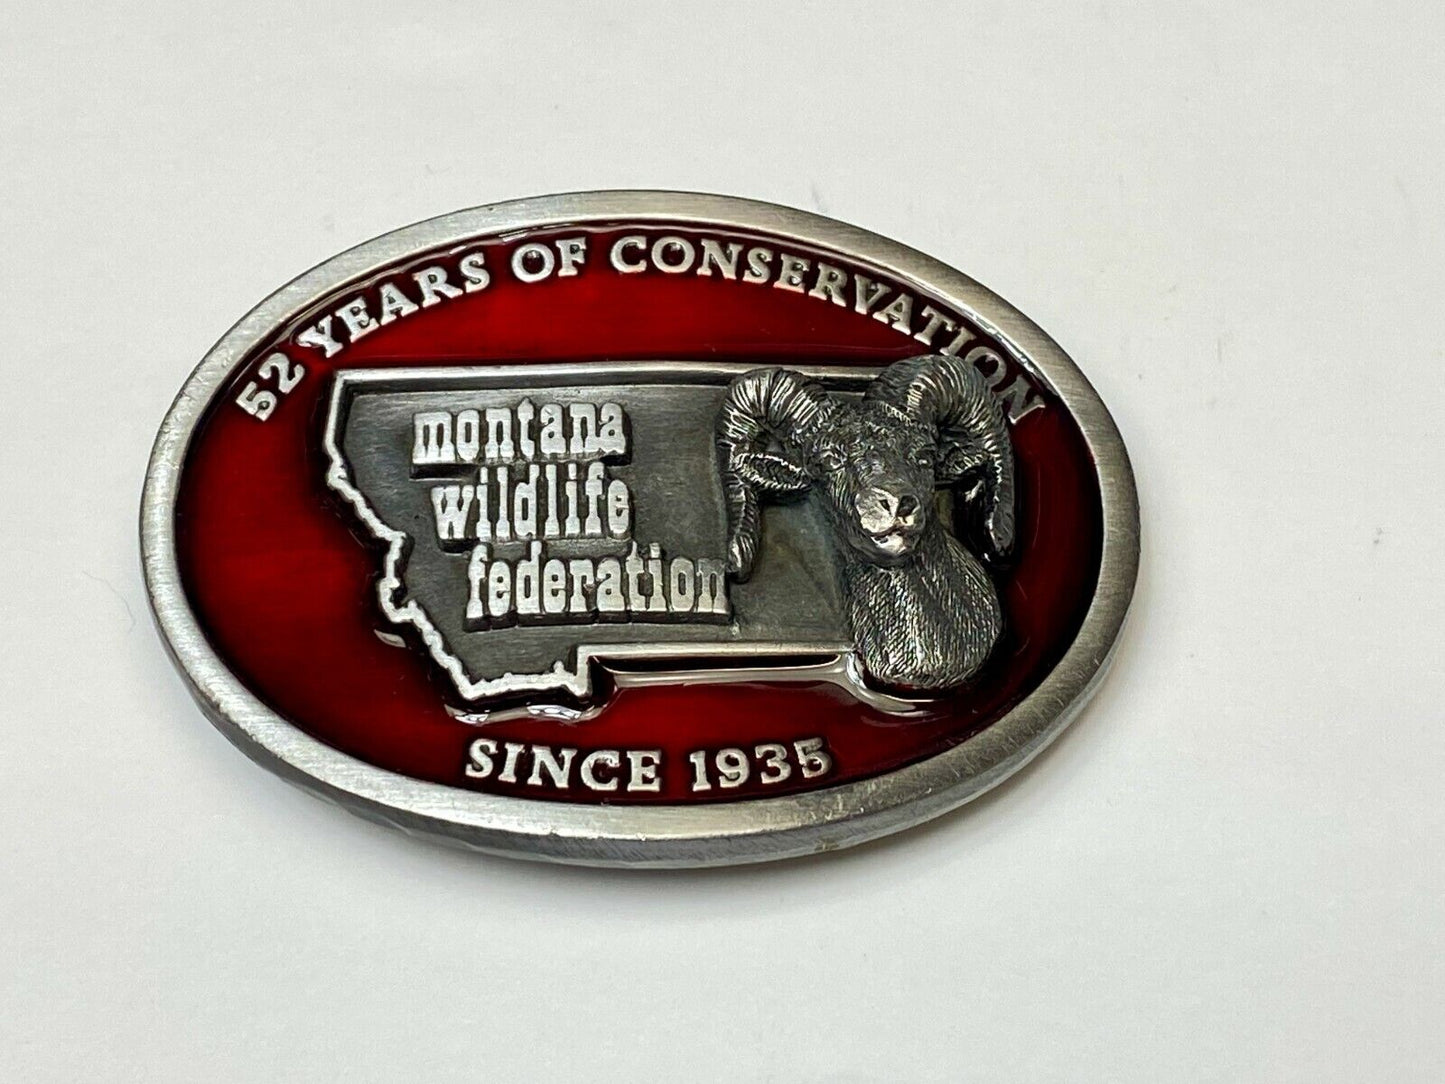 52 YEARS OF CONSERVATION
montana
wildlife
federation
SINCE 1935